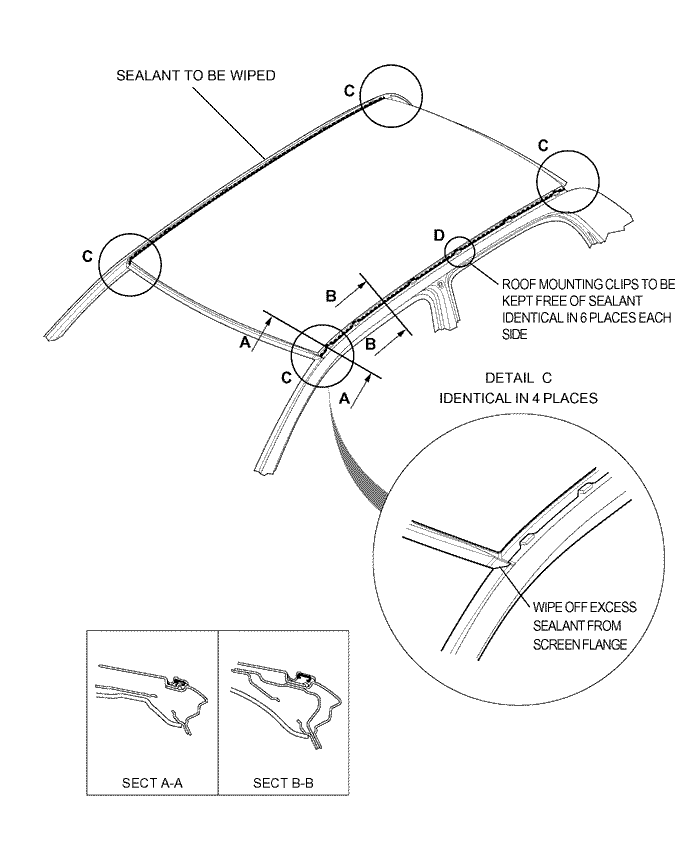 SEALANT TO BE WIPED
C
C
C
D
B
ROOF MOUNTING CLIPS TO BE
KEPT FREE OF SEALANT
IDENTICAL IN 6 PLACES EACH
SIDE
A
B
C
A
DETAIL C
IDENTICAL IN 4 PLACES
WIPE OFF EXCESS
SEALANT FROM
SCREEN FLANGE
SECT A-A
SECT B-B